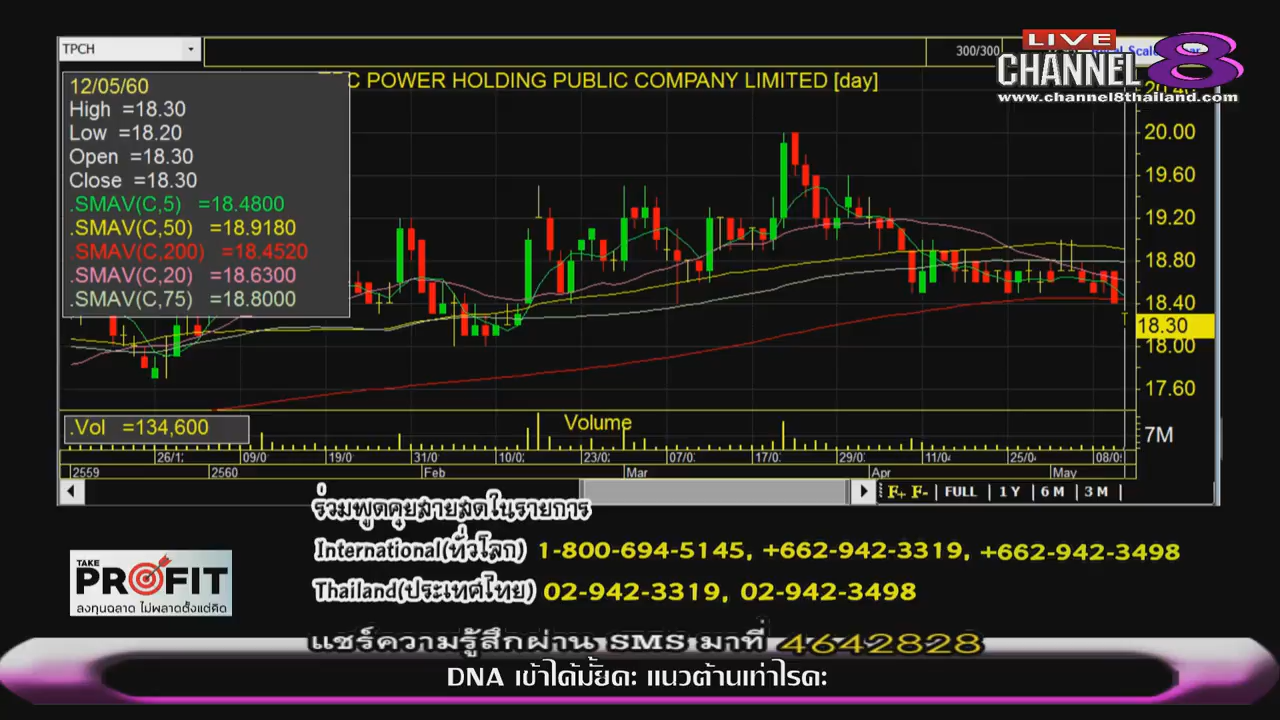 TPCH
300/300
LIVE
CHANNEL 8
www.channel8thailand.com
POWER HOLDING PUBLIC COMPANY LIMITED [day]
12/05/60
High =18.30
Low =18.20
Open =18.30
Close =18.30
.SMAV(C,5) =18.4800
.SMAV(C,50) =18.9180
.SMAV(C,200) =18.4520
.SMAV(C,20) =18.6300
.SMAV(C,75) =18.8000
20.40
20.00
19.60
19.20
18.80
18.40
18.30
18.00
17.60
.Vol =134,600
Volume
7M
26/1: 09/0 19/0 31/0 10/0: 23/0: 07/0: 17/0: 29/0: 11/04 25/0 08/0
2559 2560 Feb Mar Apr May
F+ F- FULL 1 Y 6 M 3 M
0
ร่วมพูดคุยสายสดในรายการ
International(ทั่วโลก) 1-800-694-5145, +662-942-3319, +662-942-3498
Thailand(ประเทศไทย) 02-942-3319, 02-942-3498
TAKE
PROFIT
ลงทุนฉลาด ไม่พลาดตั้งแต่คิด
แชร์ความรู้สึกผ่าน SMS มาที่ 4642828
DNA เข้าได้มั้ยคะ แนวต้านเท่าไรคะ